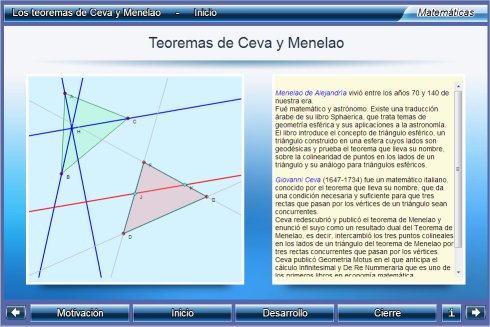 Los teoremas de Ceva y Menelao - Inicio
Matemáticas
Teoremas de Ceva y Menelao
A
C
H
B
F
K
E
J
D
Menelao de Alejandría vivió entre los años 70 y 140 de
nuestra era.
Fué matemático y astrónomo. Existe una traducción
árabe de su libro Sphaerica, que trata temas de
geometría esférica y sus aplicaciones a la astronomía.
El libro introduce el concepto de triángulo esférico, un
triángulo construido en una esfera cuyos lados son
geodésicas y prueba el teorema que lleva su nombre,
sobre la colinearidad de puntos en los lados de un
triángulo y su análogo para triángulos esféricos.
Giovanni Ceva (1647-1734) fue un matemático italiano,
conocido por el teorema que lleva su nombre, que da
una condición necesaria y suficiente para que tres
rectas que pasan por los vértices de un triángulo sean
concurrentes.
Ceva redescubrió y publicó el teorema de Menelao y
enunció el suyo como un resultado dual del Teorema de
Menelao, es decir, intercambió los tres puntos colineales
en los lados de un triángulo del teorema de Menelao por
tres rectas concurrentes que pasan por los vértices.
Ceva publicó Geometria Motus en el que anticipa el
cálculo infinitesimal y De Re Nummeraria que es uno de
los primeros libros en economía matemática
Motivación
Inicio
Desarrollo
Cierre
i